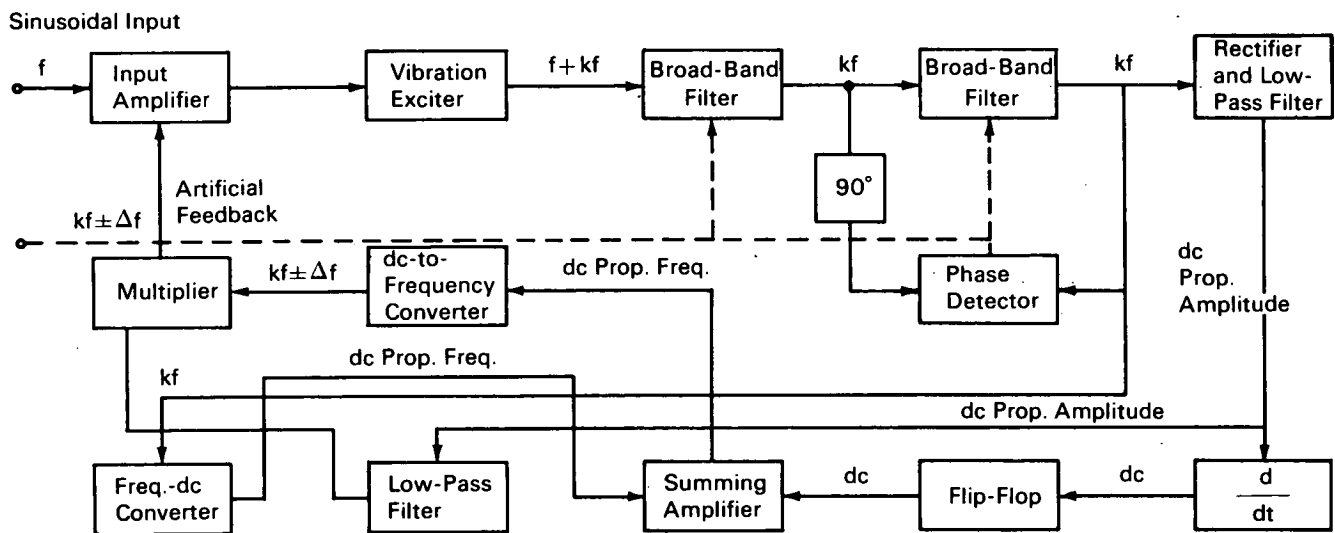 Sinusoidal Input
f
Input
Amplifier
Vibration
Exciter
f + kf
Broad-Band
Filter
kf
Broad-Band
Filter
kf
Rectifier
and Low-
Pass Filter
90°
Artificial
Feedback
kf ± Δf
Multiplier
kf ± Δf
dc-to-
Frequency
Converter
dc Prop. Freq.
Phase
Detector
dc
Prop.
Amplitude
dc Prop. Freq.
kf
dc Prop. Amplitude
Freq.-dc
Converter
Low-Pass
Filter
Summing
Amplifier
dc
Flip-Flop
dc
d
dt